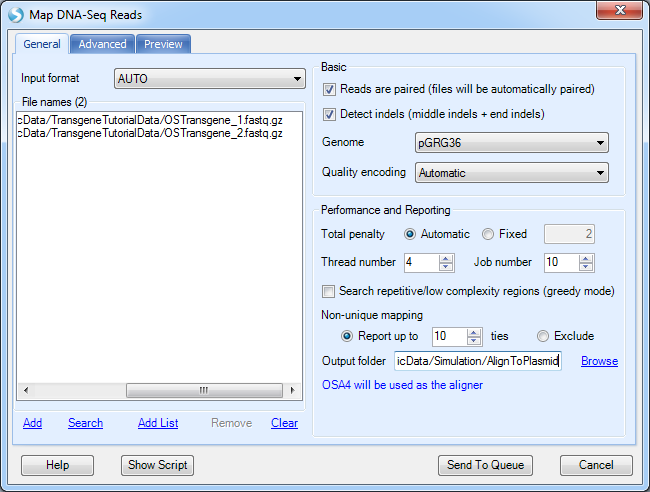 Map DNA-Seq Reads
General Advanced Preview
Input format AUTO
File names (2)
cData/TransgeneTutorialData/OSTransgene_1.fastq.gz
cData/TransgeneTutorialData/OSTransgene_2.fastq.gz
Add Search Add List Remove Clear
Basic
Reads are paired (files will be automatically paired)
Detect indels (middle indels + end indels)
Genome pGRG36
Quality encoding Automatic
Performance and Reporting
Total penalty Automatic Fixed 2
Thread number 4 Job number 10
Search repetitive/low complexity regions (greedy mode)
Non-unique mapping
Report up to 10 ties Exclude
Output folder icData/Simulation/AlignToPlasmid Browse
OSA4 will be used as the aligner
Help Show Script Send To Queue Cancel